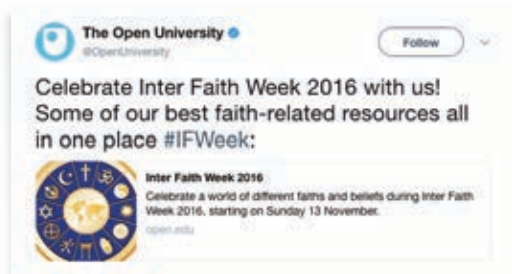 The Open University
@OpenUniversity
Follow
Celebrate Inter Faith Week 2016 with us!
Some of our best faith-related resources all
in one place #IFWeek:
Inter Faith Week 2016
Celebrate a world of different faiths and beliefs during Inter Faith
Week 2016, starting on Sunday 13 November.
open.edu